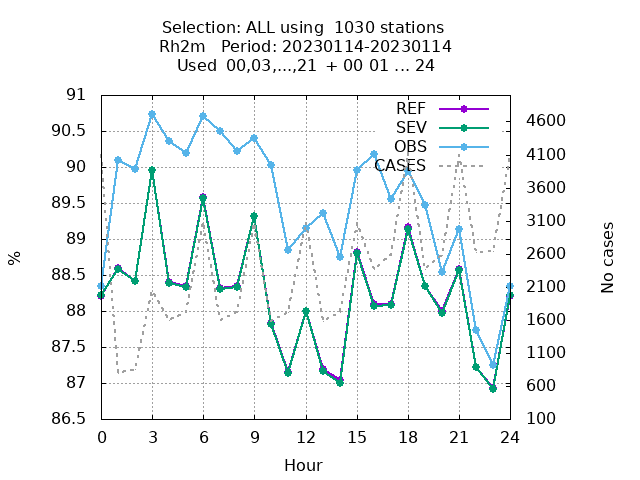 Selection: ALL using  1030 stations
Rh2m   Period: 20230114-20230114
Used  00,03,...,21  + 00 01 ... 24
91
90.5
90
89.5
89
88.5
88
87.5
87
86.5
4600
4100
3600
3100
2600
2100
1600
1100
600
100
REF
SEV
OBS
CASES
%
No cases
0 3 6 9 12 15 18 21 24
Hour